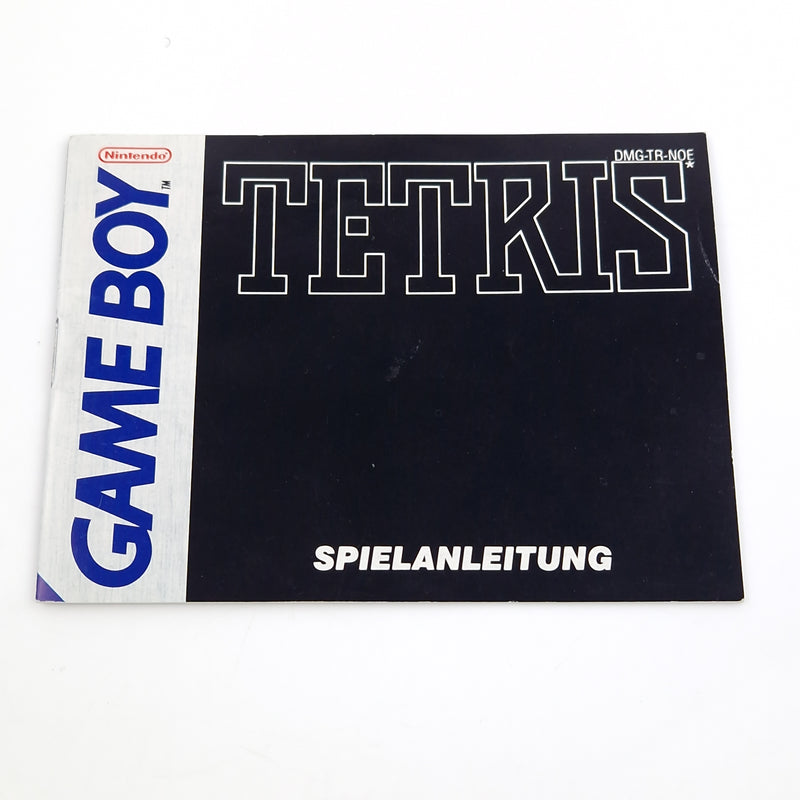 Nintendo
GAME BOY™
DMG-TR-NOE
TETRIS*
SPIELANLEITUNG